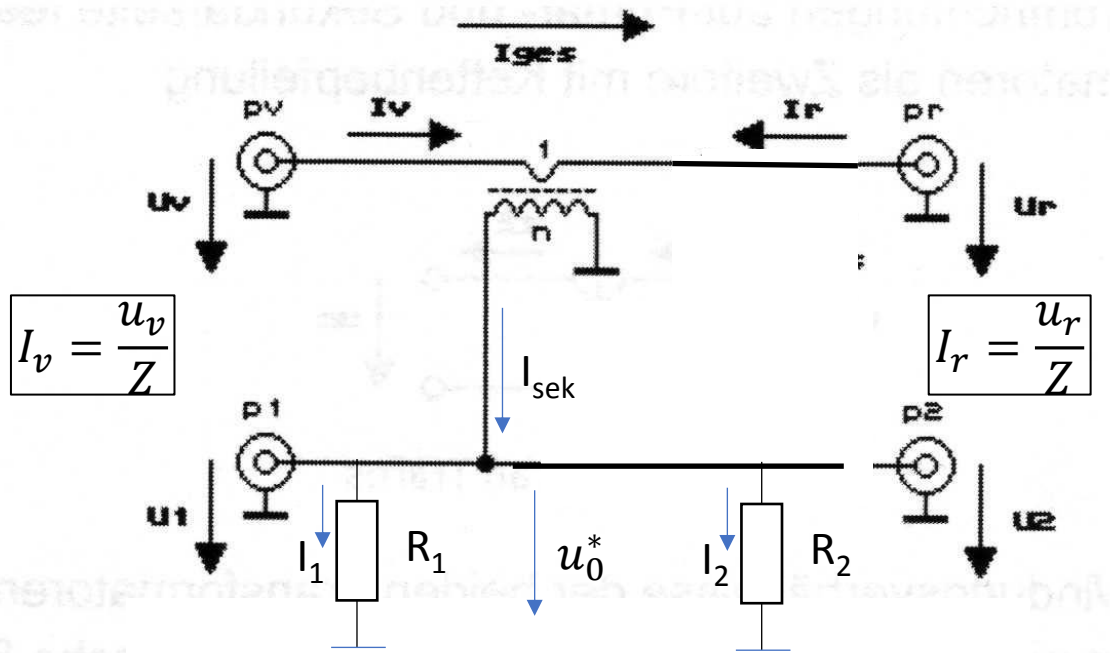 Iges
pv Iv Ir pr
1
Uv n Ur
I_v = u_v/Z I_r = u_r/Z
I_sek
p1 p2
U1 I_1 R_1 u_0^* I_2 R_2 U2